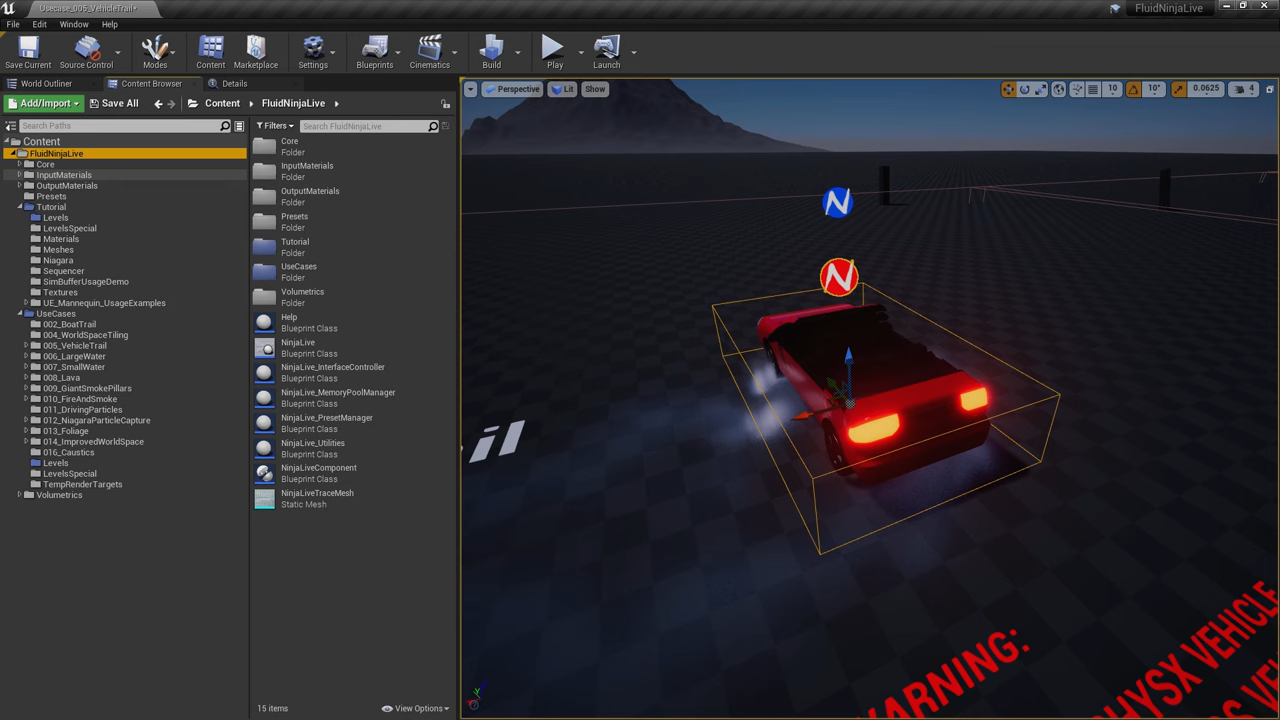 Usecase_005_VehicleTrail*
FluidNinjaLive
File Edit Window Help
Save Current
Source Control
Modes
Content
Marketplace
Settings
Blueprints
Cinematics
Build
Play
Launch
World Outliner
Content Browser
Details
Add/Import
Save All
Content
FluidNinjaLive
Search Paths
Filters
Search FluidNinjaLive
Content
FluidNinjaLive
Core
InputMaterials
OutputMaterials
Presets
Tutorial
Levels
LevelsSpecial
Materials
Meshes
Niagara
Sequencer
SimBufferUsageDemo
Textures
UE_Mannequin_UsageExamples
UseCases
002_BoatTrail
004_WorldSpaceTiling
005_VehicleTrail
006_LargeWater
007_SmallWater
008_Lava
009_GiantSmokePillars
010_FireAndSmoke
011_DrivingParticles
012_NiagaraParticleCapture
013_Foliage
014_ImprovedWorldSpace
016_Caustics
Levels
LevelsSpecial
TempRenderTargets
Volumetrics
Core
Folder
InputMaterials
Folder
OutputMaterials
Folder
Presets
Folder
Tutorial
Folder
UseCases
Folder
Volumetrics
Folder
Help
Blueprint Class
NinjaLive
Blueprint Class
NinjaLive_InterfaceController
Blueprint Class
NinjaLive_MemoryPoolManager
Blueprint Class
NinjaLive_PresetManager
Blueprint Class
NinjaLive_Utilities
Blueprint Class
NinjaLiveComponent
Blueprint Class
NinjaLiveTraceMesh
Static Mesh
15 items
View Options
Perspective
Lit
Show
10
10°
0.0625
4
N
N
WARNING:
PHYSX VEHICLE
VEHICLE